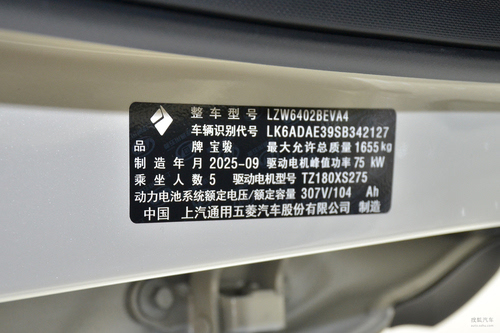 整车型号 LZW6402BEVA4
车辆识别代号 LK6ADAE39SB342127
品牌 宝骏 最大允许总质量 1655kg
制造年月 2025-09 驱动电机峰值功率 75 kW
乘坐人数 5 驱动电机型号 TZ180XS275
动力电池系统额定电压/额定容量 307V/104 Ah
中国 上汽通用五菱汽车股份有限公司 制造